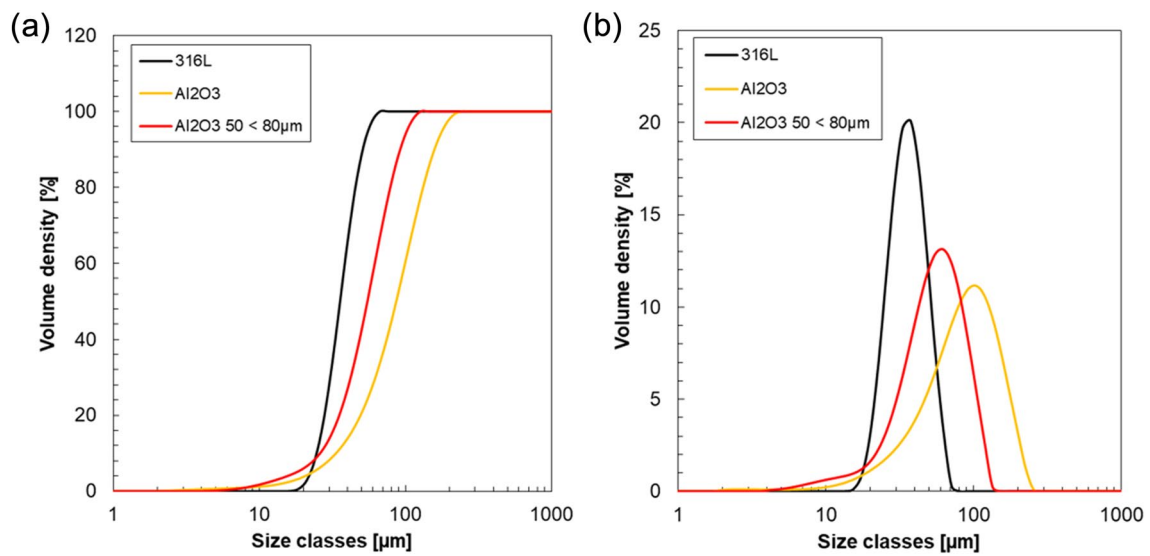 (a)
120
100
80
60
40
20
0
Volume density [%]
316L
Al2O3
Al2O3 50 < 80µm
1
10
100
1000
Size classes [µm]
(b)
25
20
15
10
5
0
Volume density [%]
316L
Al2O3
Al2O3 50 < 80µm
1
10
100
1000
Size classes [µm]